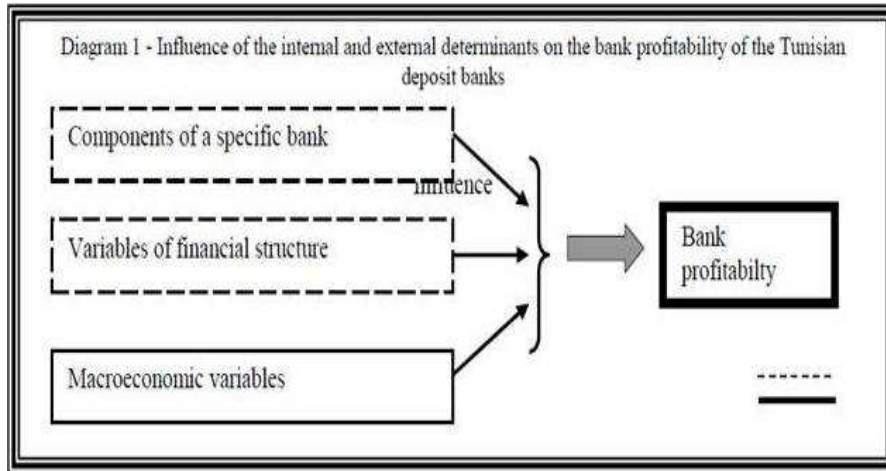 Diagram 1 - Influence of the internal and external determinants on the bank profitability of the Tunisian
deposit banks
Components of a specific bank
Influence
Variables of financial structure
Bank
profitabilty
Macroeconomic variables